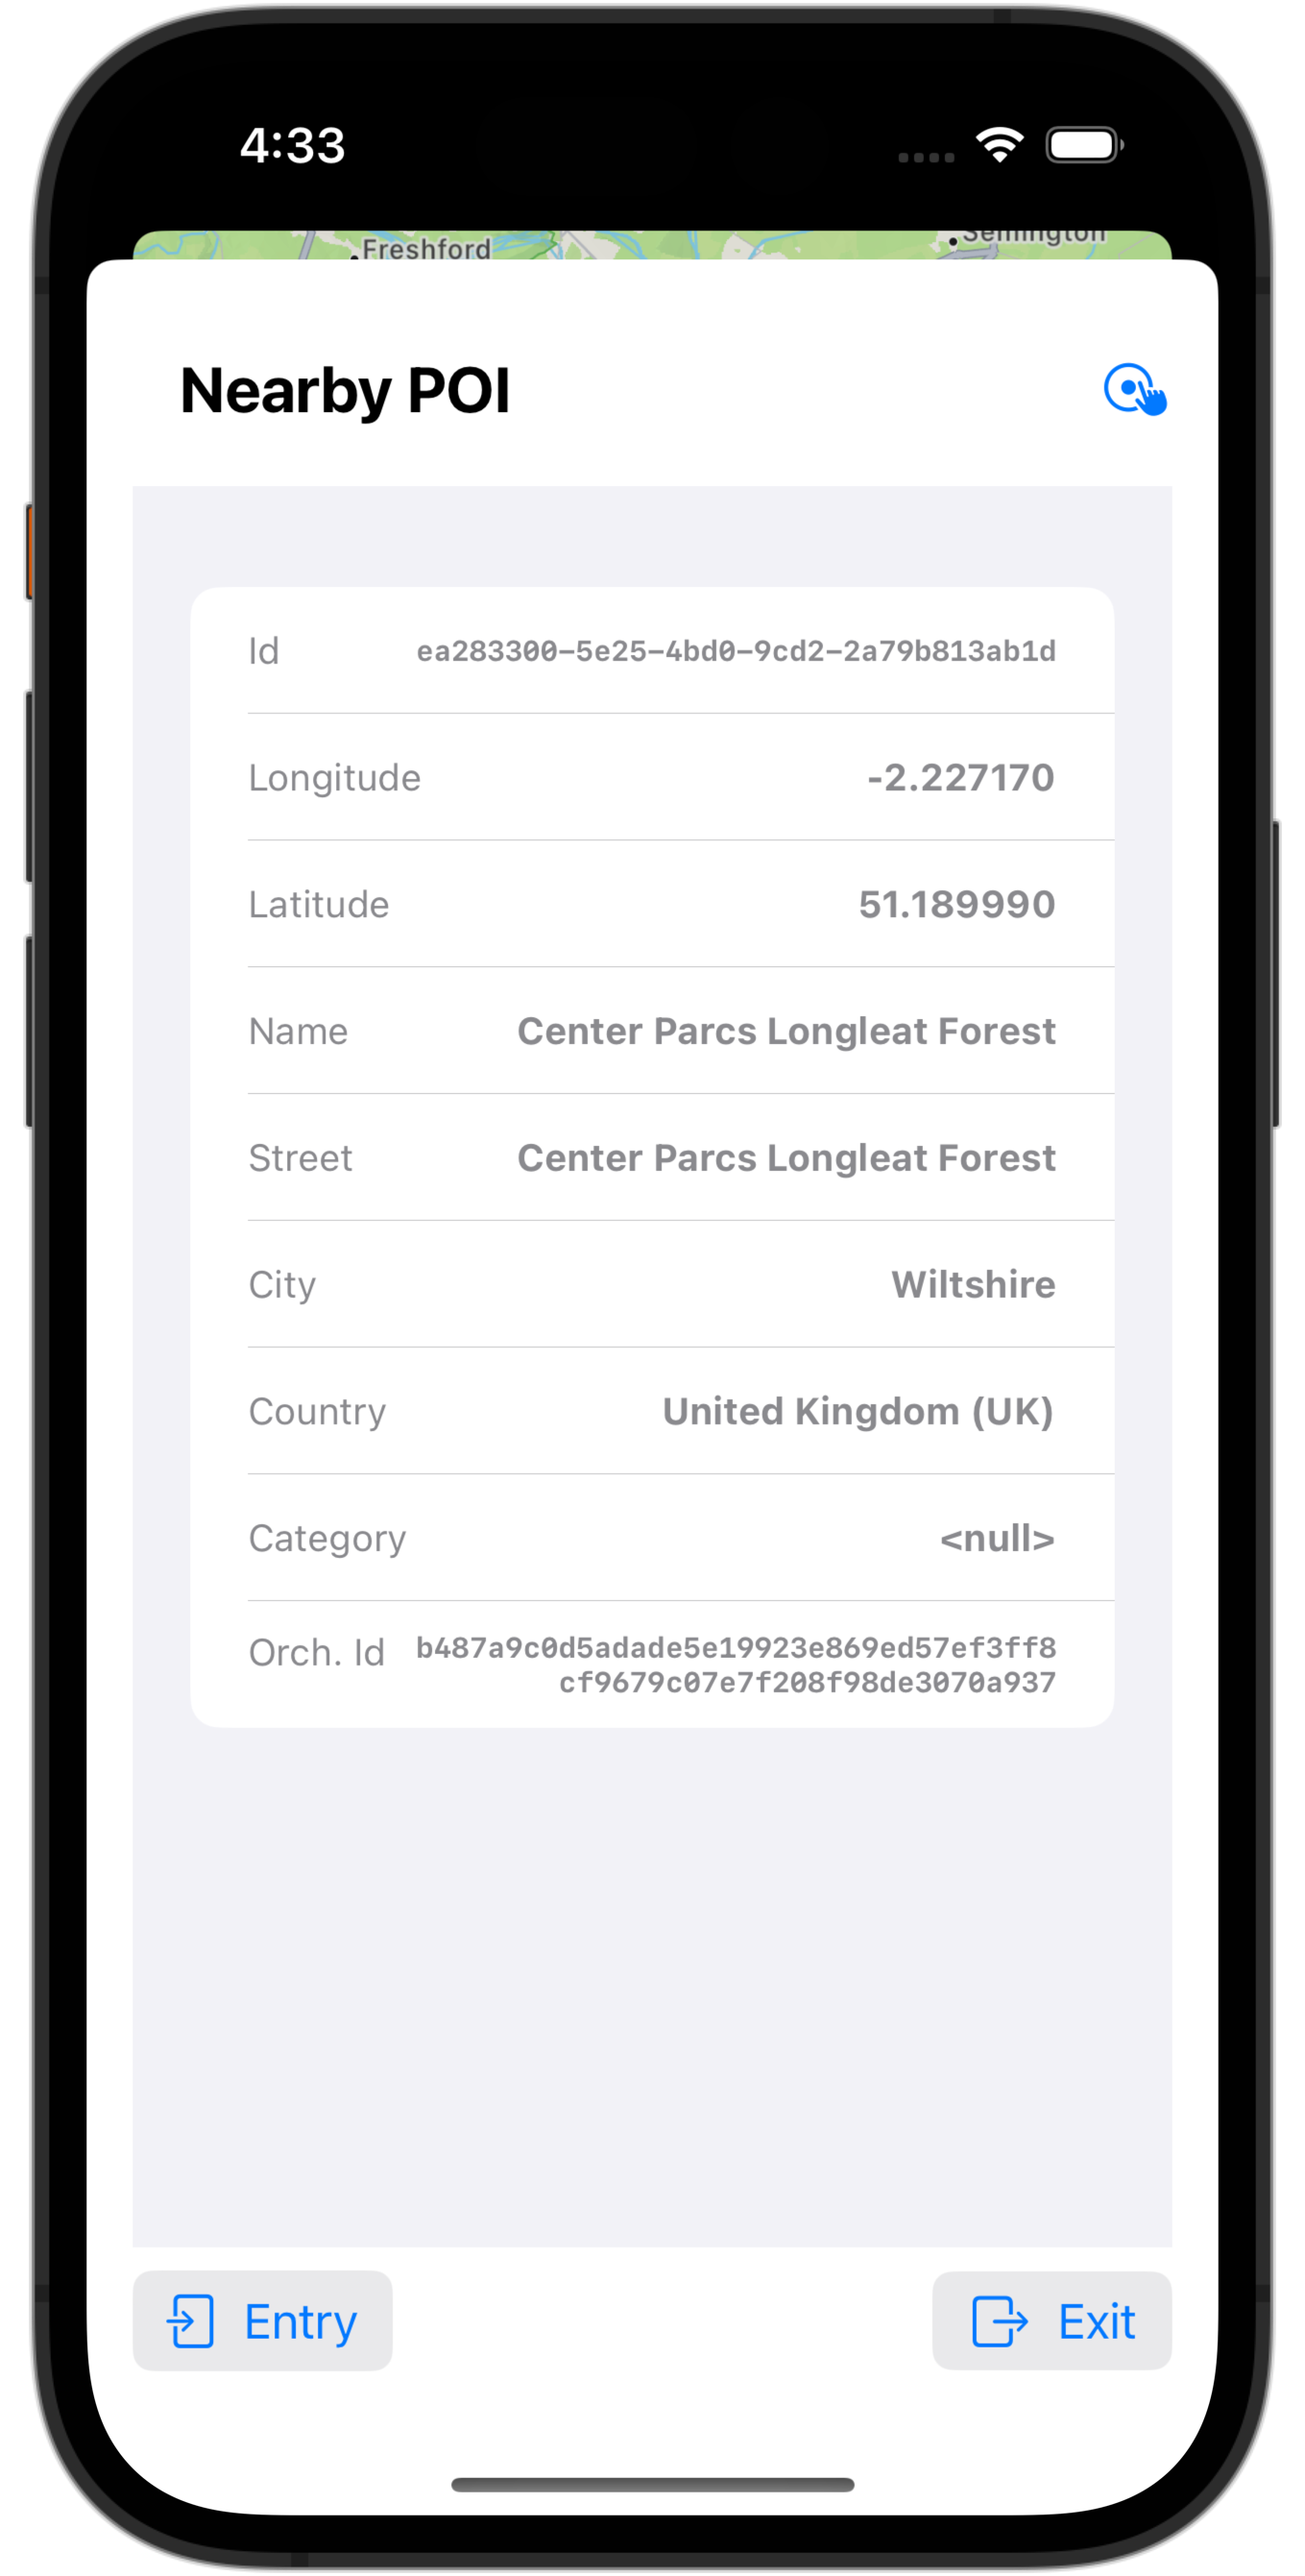 4:33
Freshford
Semington
Nearby POI
Id ea283300-5e25-4bd0-9cd2-2a79b813ab1d
Longitude -2.227170
Latitude 51.189990
Name Center Parcs Longleat Forest
Street Center Parcs Longleat Forest
City Wiltshire
Country United Kingdom (UK)
Category <null>
Orch. Id b487a9c0d5adade5e19923e869ed57ef3ff8
cf9679c07e7f208f98de3070a937
Entry Exit